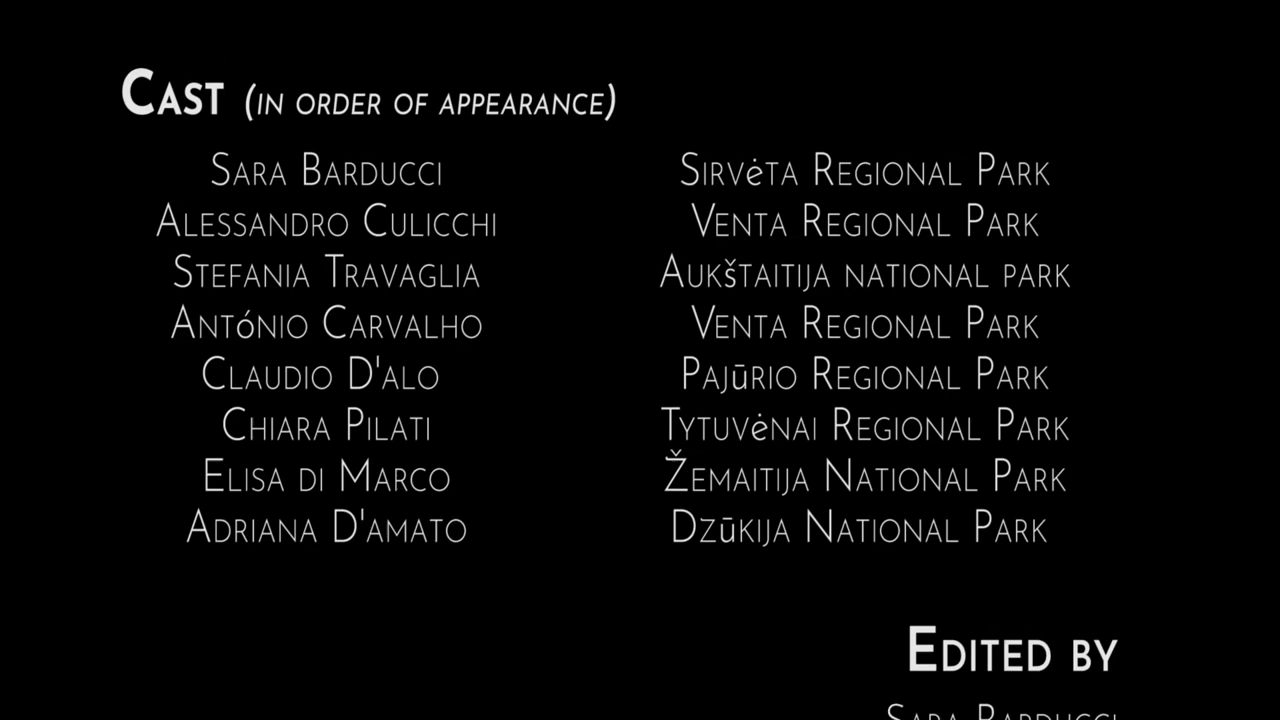 Cast (in order of appearance)
Sara Barducci Sirvėta Regional Park
Alessandro Culicchi Venta Regional Park
Stefania Travaglia Aukštaitija national park
António Carvalho Venta Regional Park
Claudio D'alo Pajūrio Regional Park
Chiara Pilati Tytuvėnai Regional Park
Elisa di Marco Žemaitija National Park
Adriana D'amato Dzūkija National Park
Edited by
Sara Barducci